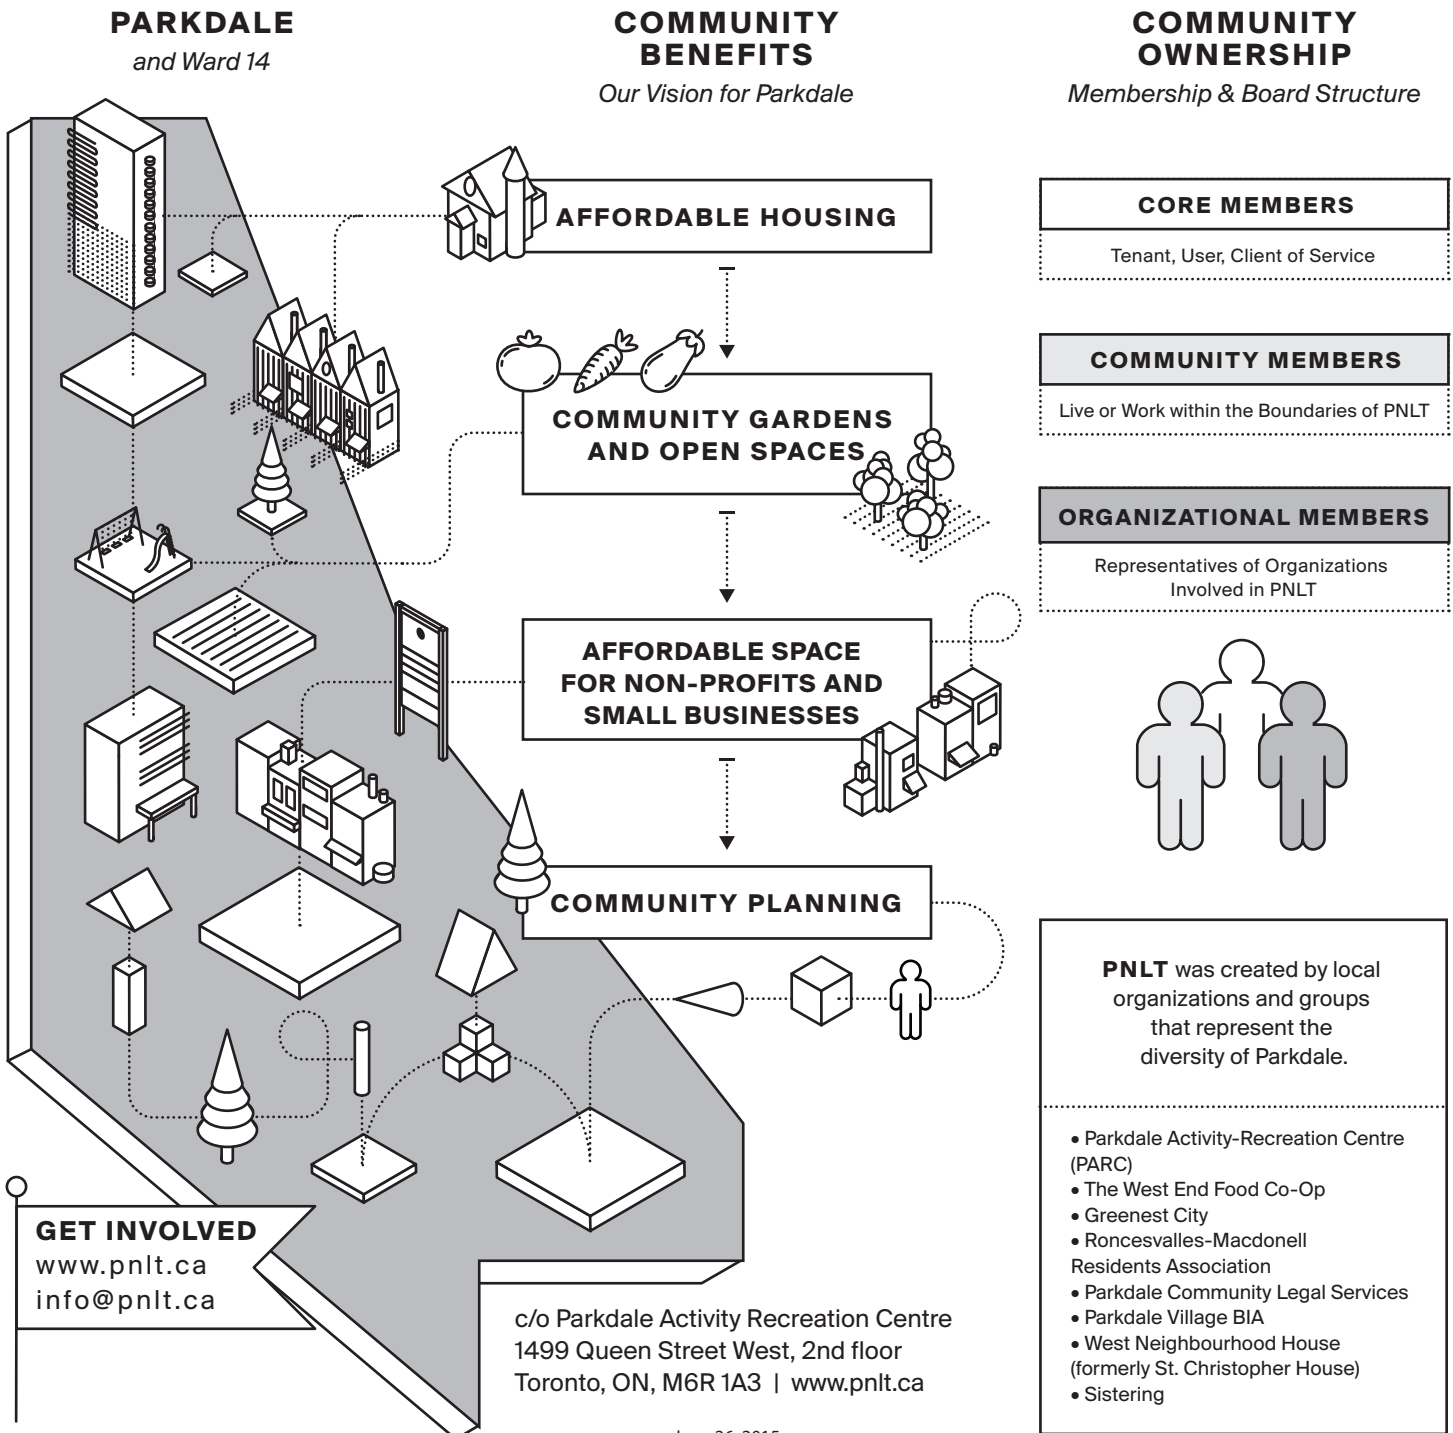 PARKDALE
and Ward 14
COMMUNITY
BENEFITS
Our Vision for Parkdale
COMMUNITY
OWNERSHIP
Membership & Board Structure
AFFORDABLE HOUSING
COMMUNITY GARDENS
AND OPEN SPACES
AFFORDABLE SPACE
FOR NON-PROFITS AND
SMALL BUSINESSES
COMMUNITY PLANNING
CORE MEMBERS
Tenant, User, Client of Service
COMMUNITY MEMBERS
Live or Work within the Boundaries of PNLT
ORGANIZATIONAL MEMBERS
Representatives of Organizations
Involved in PNLT
PNLT was created by local
organizations and groups
that represent the
diversity of Parkdale.
• Parkdale Activity-Recreation Centre
(PARC)
• The West End Food Co-Op
• Greenest City
• Roncesvalles-Macdonell
Residents Association
• Parkdale Community Legal Services
• Parkdale Village BIA
• West Neighbourhood House
(formerly St. Christopher House)
• Sistering
GET INVOLVED
www.pnlt.ca
info@pnlt.ca
c/o Parkdale Activity Recreation Centre
1499 Queen Street West, 2nd floor
Toronto, ON, M6R 1A3 | www.pnlt.ca